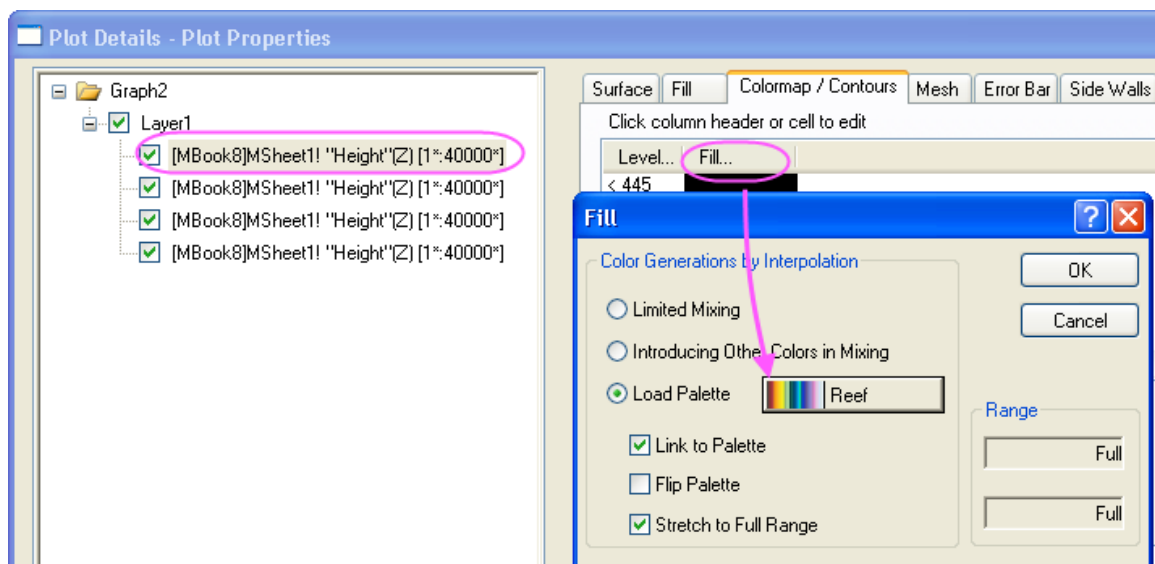 Plot Details - Plot Properties
Graph2
Layer1
[MBook8]MSheet1! "Height"(Z) [1*:40000*]
[MBook8]MSheet1! "Height"(Z) [1*:40000*]
[MBook8]MSheet1! "Height"(Z) [1*:40000*]
[MBook8]MSheet1! "Height"(Z) [1*:40000*]
Surface Fill Colormap / Contours Mesh Error Bar Side Walls
Click column header or cell to edit
Level... Fill...
< 445
Fill
Color Generations by Interpolation
OK
Limited Mixing
Cancel
Introducing Other Colors in Mixing
Load Palette Reef
Range
Link to Palette
Full
Flip Palette
Full
Stretch to Full Range